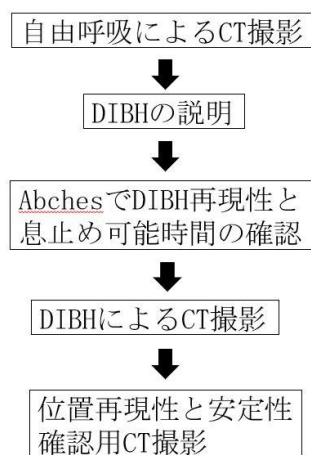 自由呼吸によるCT撮影
DIBHの説明
AbchesでDIBH再現性と
息止め可能時間の確認
DIBHによるCT撮影
位置再現性と安定性
確認用CT撮影